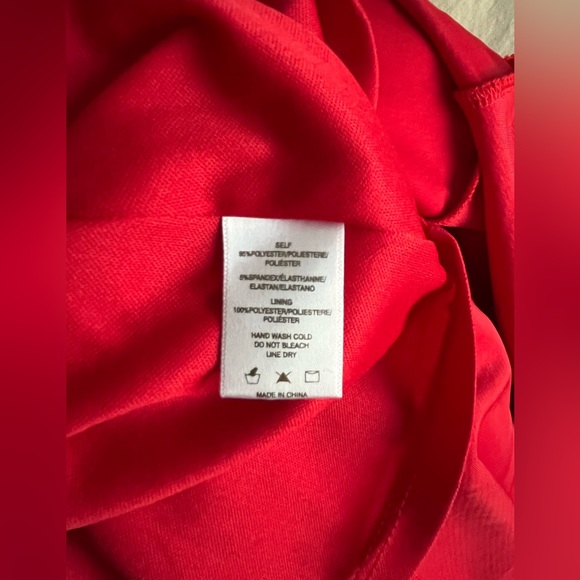 SELF
95%POLYESTER/POLIESTERE/
POLIÉSTER
5%SPANDEX/ÉLASTHANNE/
ELASTAN/ELASTANO
LINING
100%POLYESTER/POLIESTERE/
POLIÉSTER
HAND WASH COLD
DO NOT BLEACH
LINE DRY
MADE IN CHINA